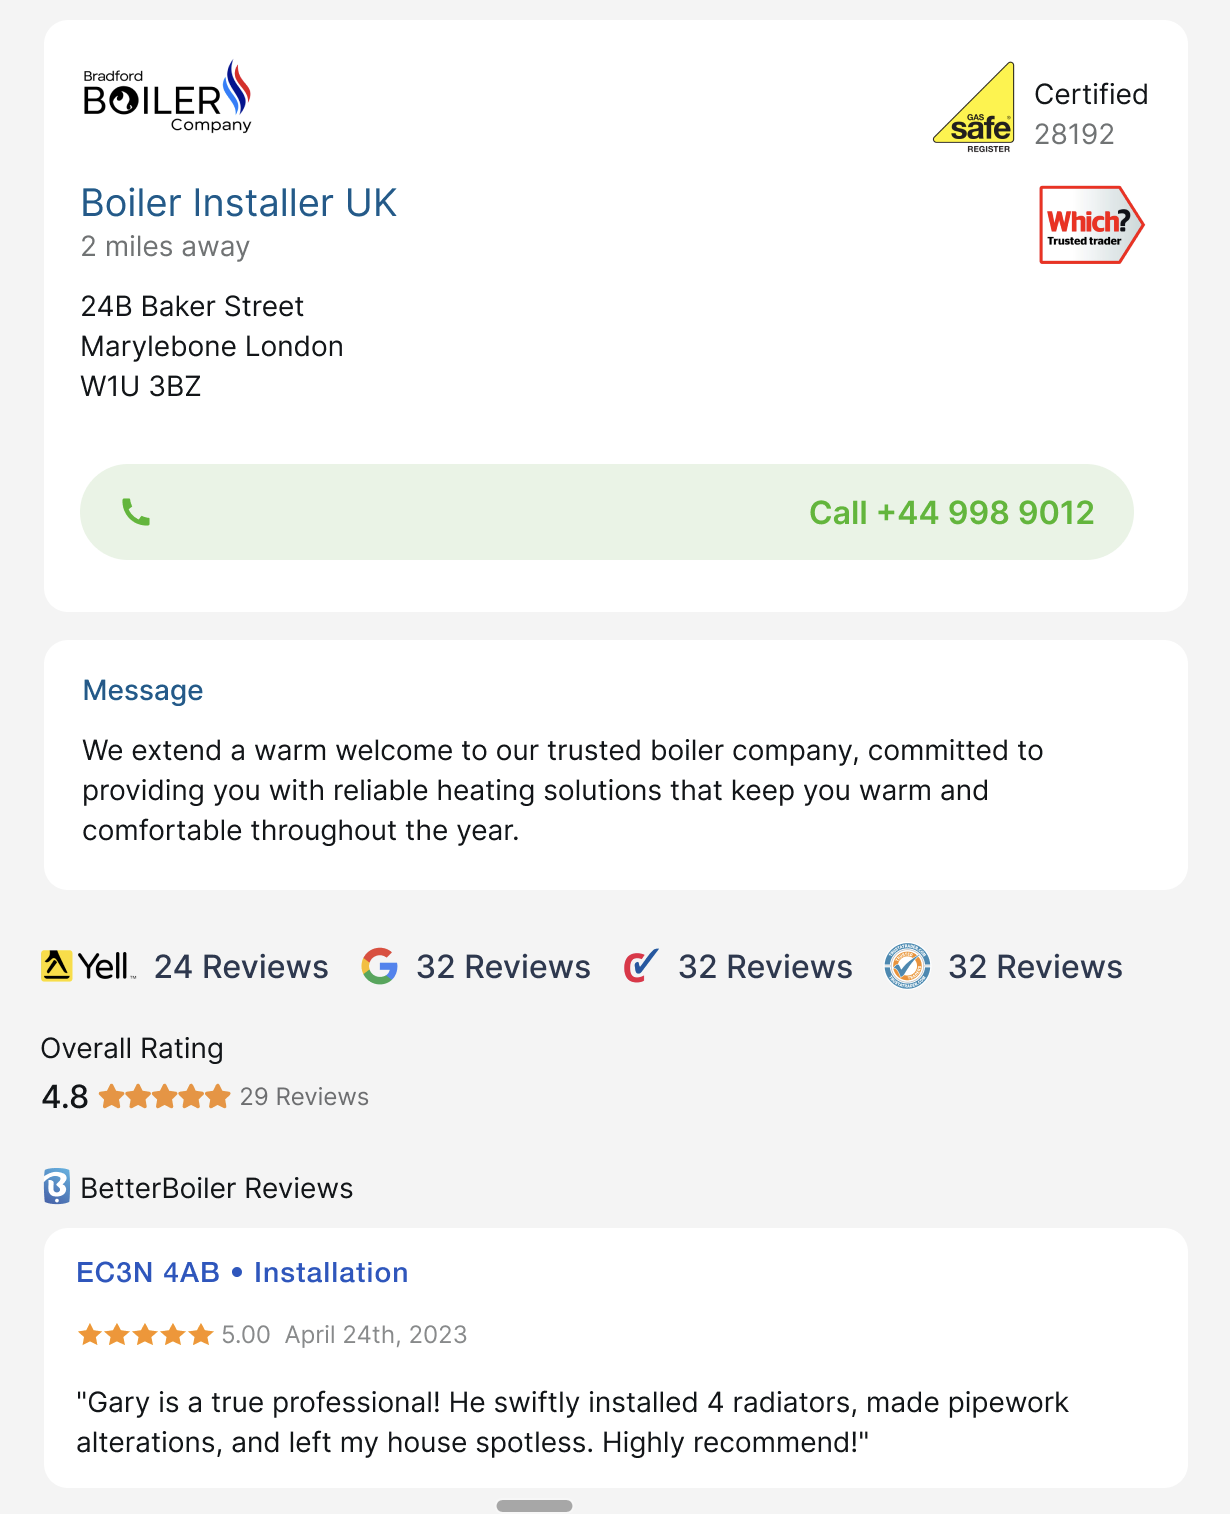 Bradford
BOILER
Company
GAS
safe
REGISTER
Certified
28192
Boiler Installer UK
2 miles away
Which?
Trusted trader
24B Baker Street
Marylebone London
W1U 3BZ
Call +44 998 9012
Message
We extend a warm welcome to our trusted boiler company, committed to
providing you with reliable heating solutions that keep you warm and
comfortable throughout the year.
Yell™ 24 Reviews G 32 Reviews 32 Reviews 32 Reviews
Overall Rating
4.8 29 Reviews
BetterBoiler Reviews
EC3N 4AB • Installation
5.00 April 24th, 2023
"Gary is a true professional! He swiftly installed 4 radiators, made pipework
alterations, and left my house spotless. Highly recommend!"